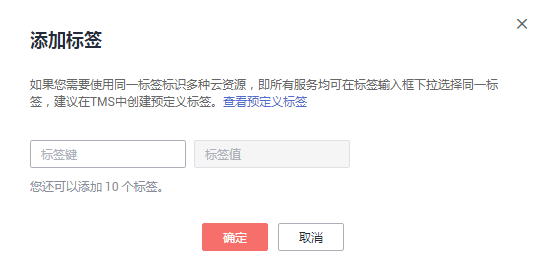 添加标签
如果您需要使用同一标签标识多种云资源，即所有服务均可在标签输入框下拉选择同一标
签，建议在TMS中创建预定义标签。查看预定义标签
标签键 标签值
您还可以添加 10 个标签。
确定 取消